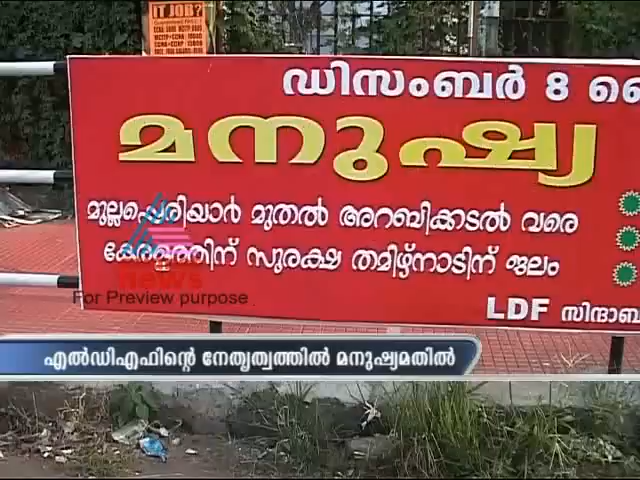 IT JOB?
ഡിസംബർ 8
മനുഷ്യ
മുല്ലപ്പെരിയാർ മുതൽ അറബിക്കടൽ വരെ
കേരളത്തിന് സുരക്ഷ തമിഴ്നാടിന് ജലം
news
For Preview purpose
LDF സിന്ദാബ
എൽഡിഎഫിന്റെ നേതൃത്വത്തിൽ മനുഷ്യമതിൽ